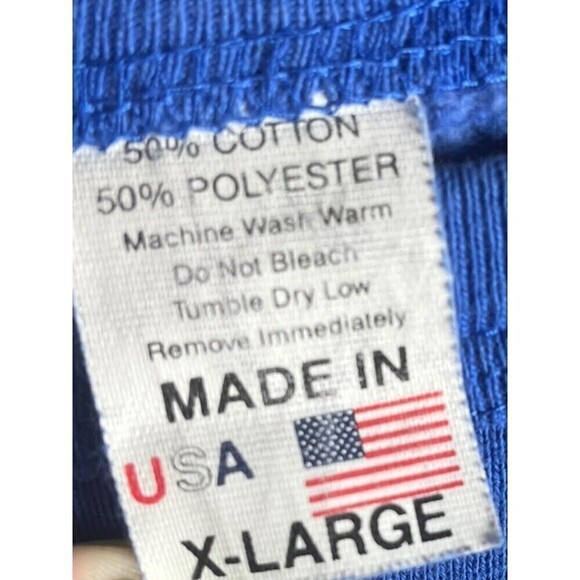 50% COTTON
50% POLYESTER
Machine Wash Warm
Do Not Bleach
Tumble Dry Low
Remove Immediately
MADE IN
USA
X-LARGE